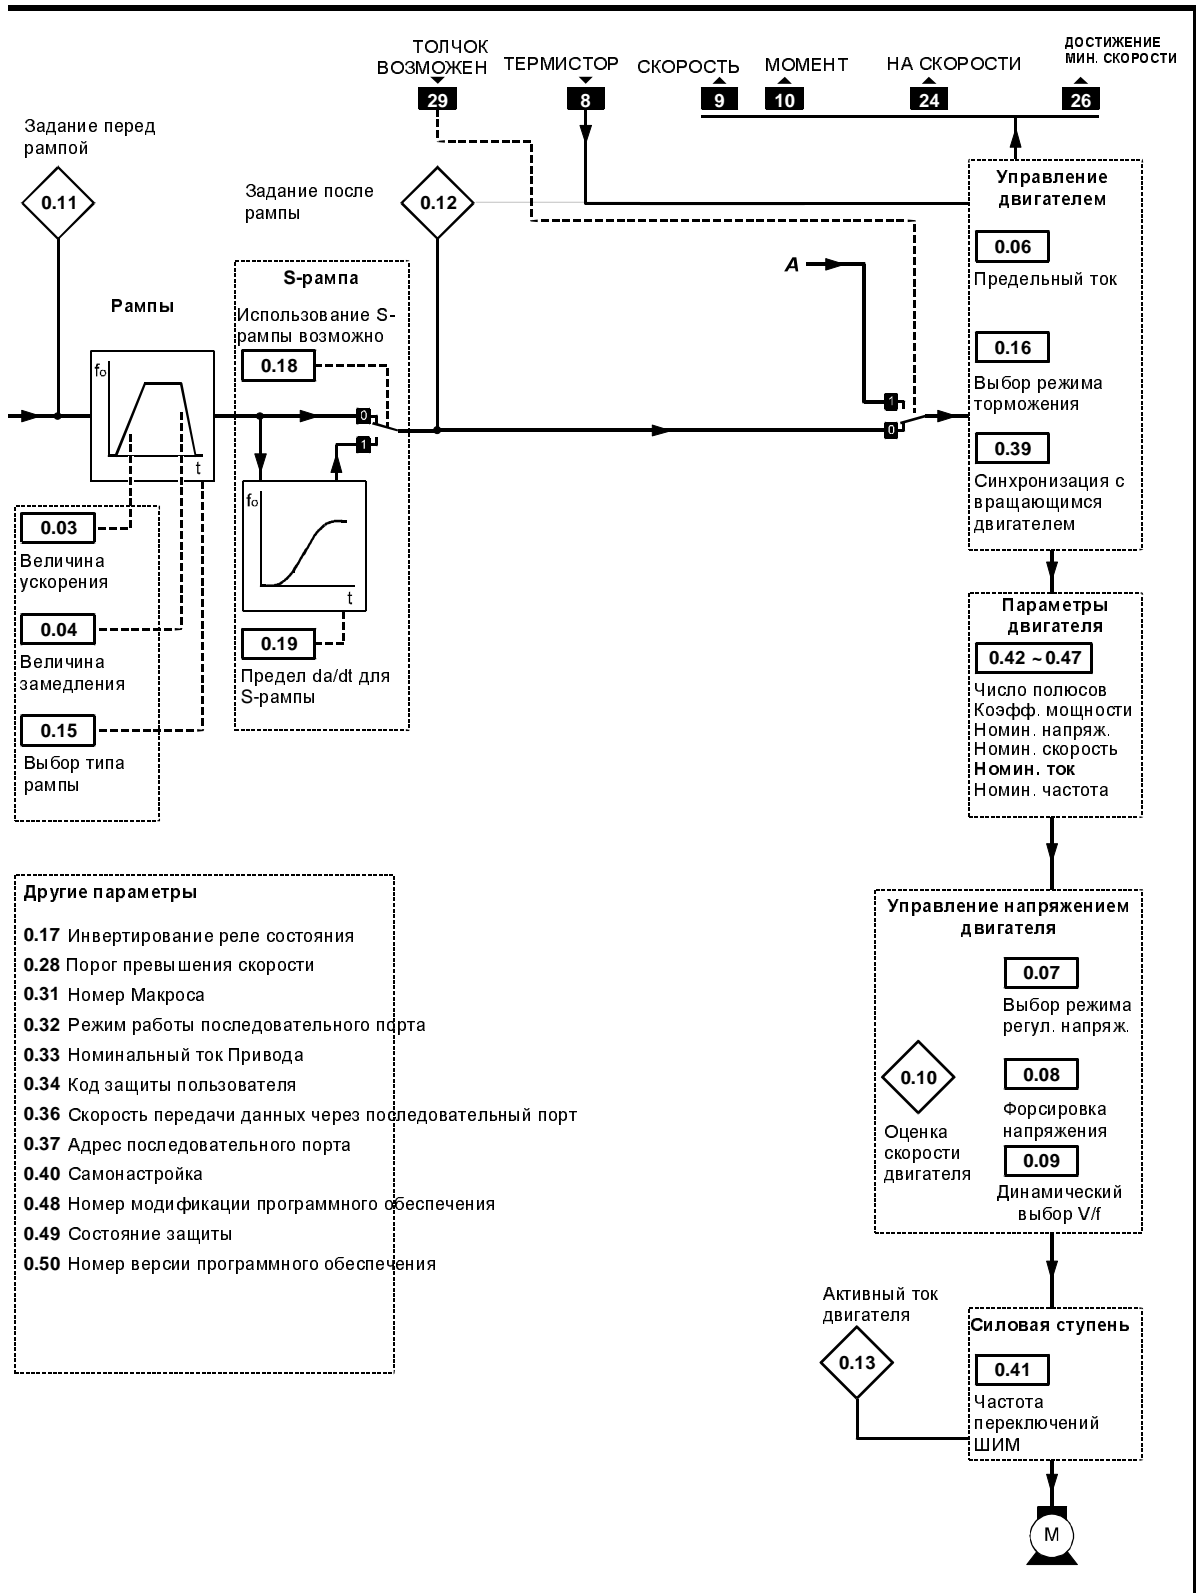 ТОЛЧОК
ВОЗМОЖЕН
ТЕРМИСТОР
СКОРОСТЬ
МОМЕНТ
НА СКОРОСТИ
ДОСТИЖЕНИЕ
МИН. СКОРОСТИ
29
8
9
10
24
26
Задание перед
рампой
0.11
Задание после
рампы
0.12
Рампы
fo
t
0.03
Величина
ускорения
0.04
Величина
замедления
0.15
Выбор типа
рампы
S-рампа
Использование S-
рампы возможно
0.18
0
1
fo
t
0.19
Предел da/dt для
S-рампы
A
1
0
Управление
двигателем
0.06
Предельный ток
0.16
Выбор режима
торможения
0.39
Синхронизация с
вращающимся
двигателем
Параметры
двигателя
0.42 ~ 0.47
Число полюсов
Коэфф. мощности
Номин. напряж.
Номин. скорость
Номин. ток
Номин. частота
Управление напряжением
двигателя
0.07
Выбор режима
регул. напряж.
0.10
Оценка
скорости
двигателя
0.08
Форсировка
напряжения
0.09
Динамический
выбор V/f
Активный ток
двигателя
0.13
Силовая ступень
0.41
Частота
переключений
ШИМ
M
Другие параметры
0.17 Инвертирование реле состояния
0.28 Порог превышения скорости
0.31 Номер Макроса
0.32 Режим работы последовательного порта
0.33 Номинальный ток Привода
0.34 Код защиты пользователя
0.36 Скорость передачи данных через последовательный порт
0.37 Адрес последовательного порта
0.40 Самонастройка
0.48 Номер модификации программного обеспечения
0.49 Состояние защиты
0.50 Номер версии программного обеспечения